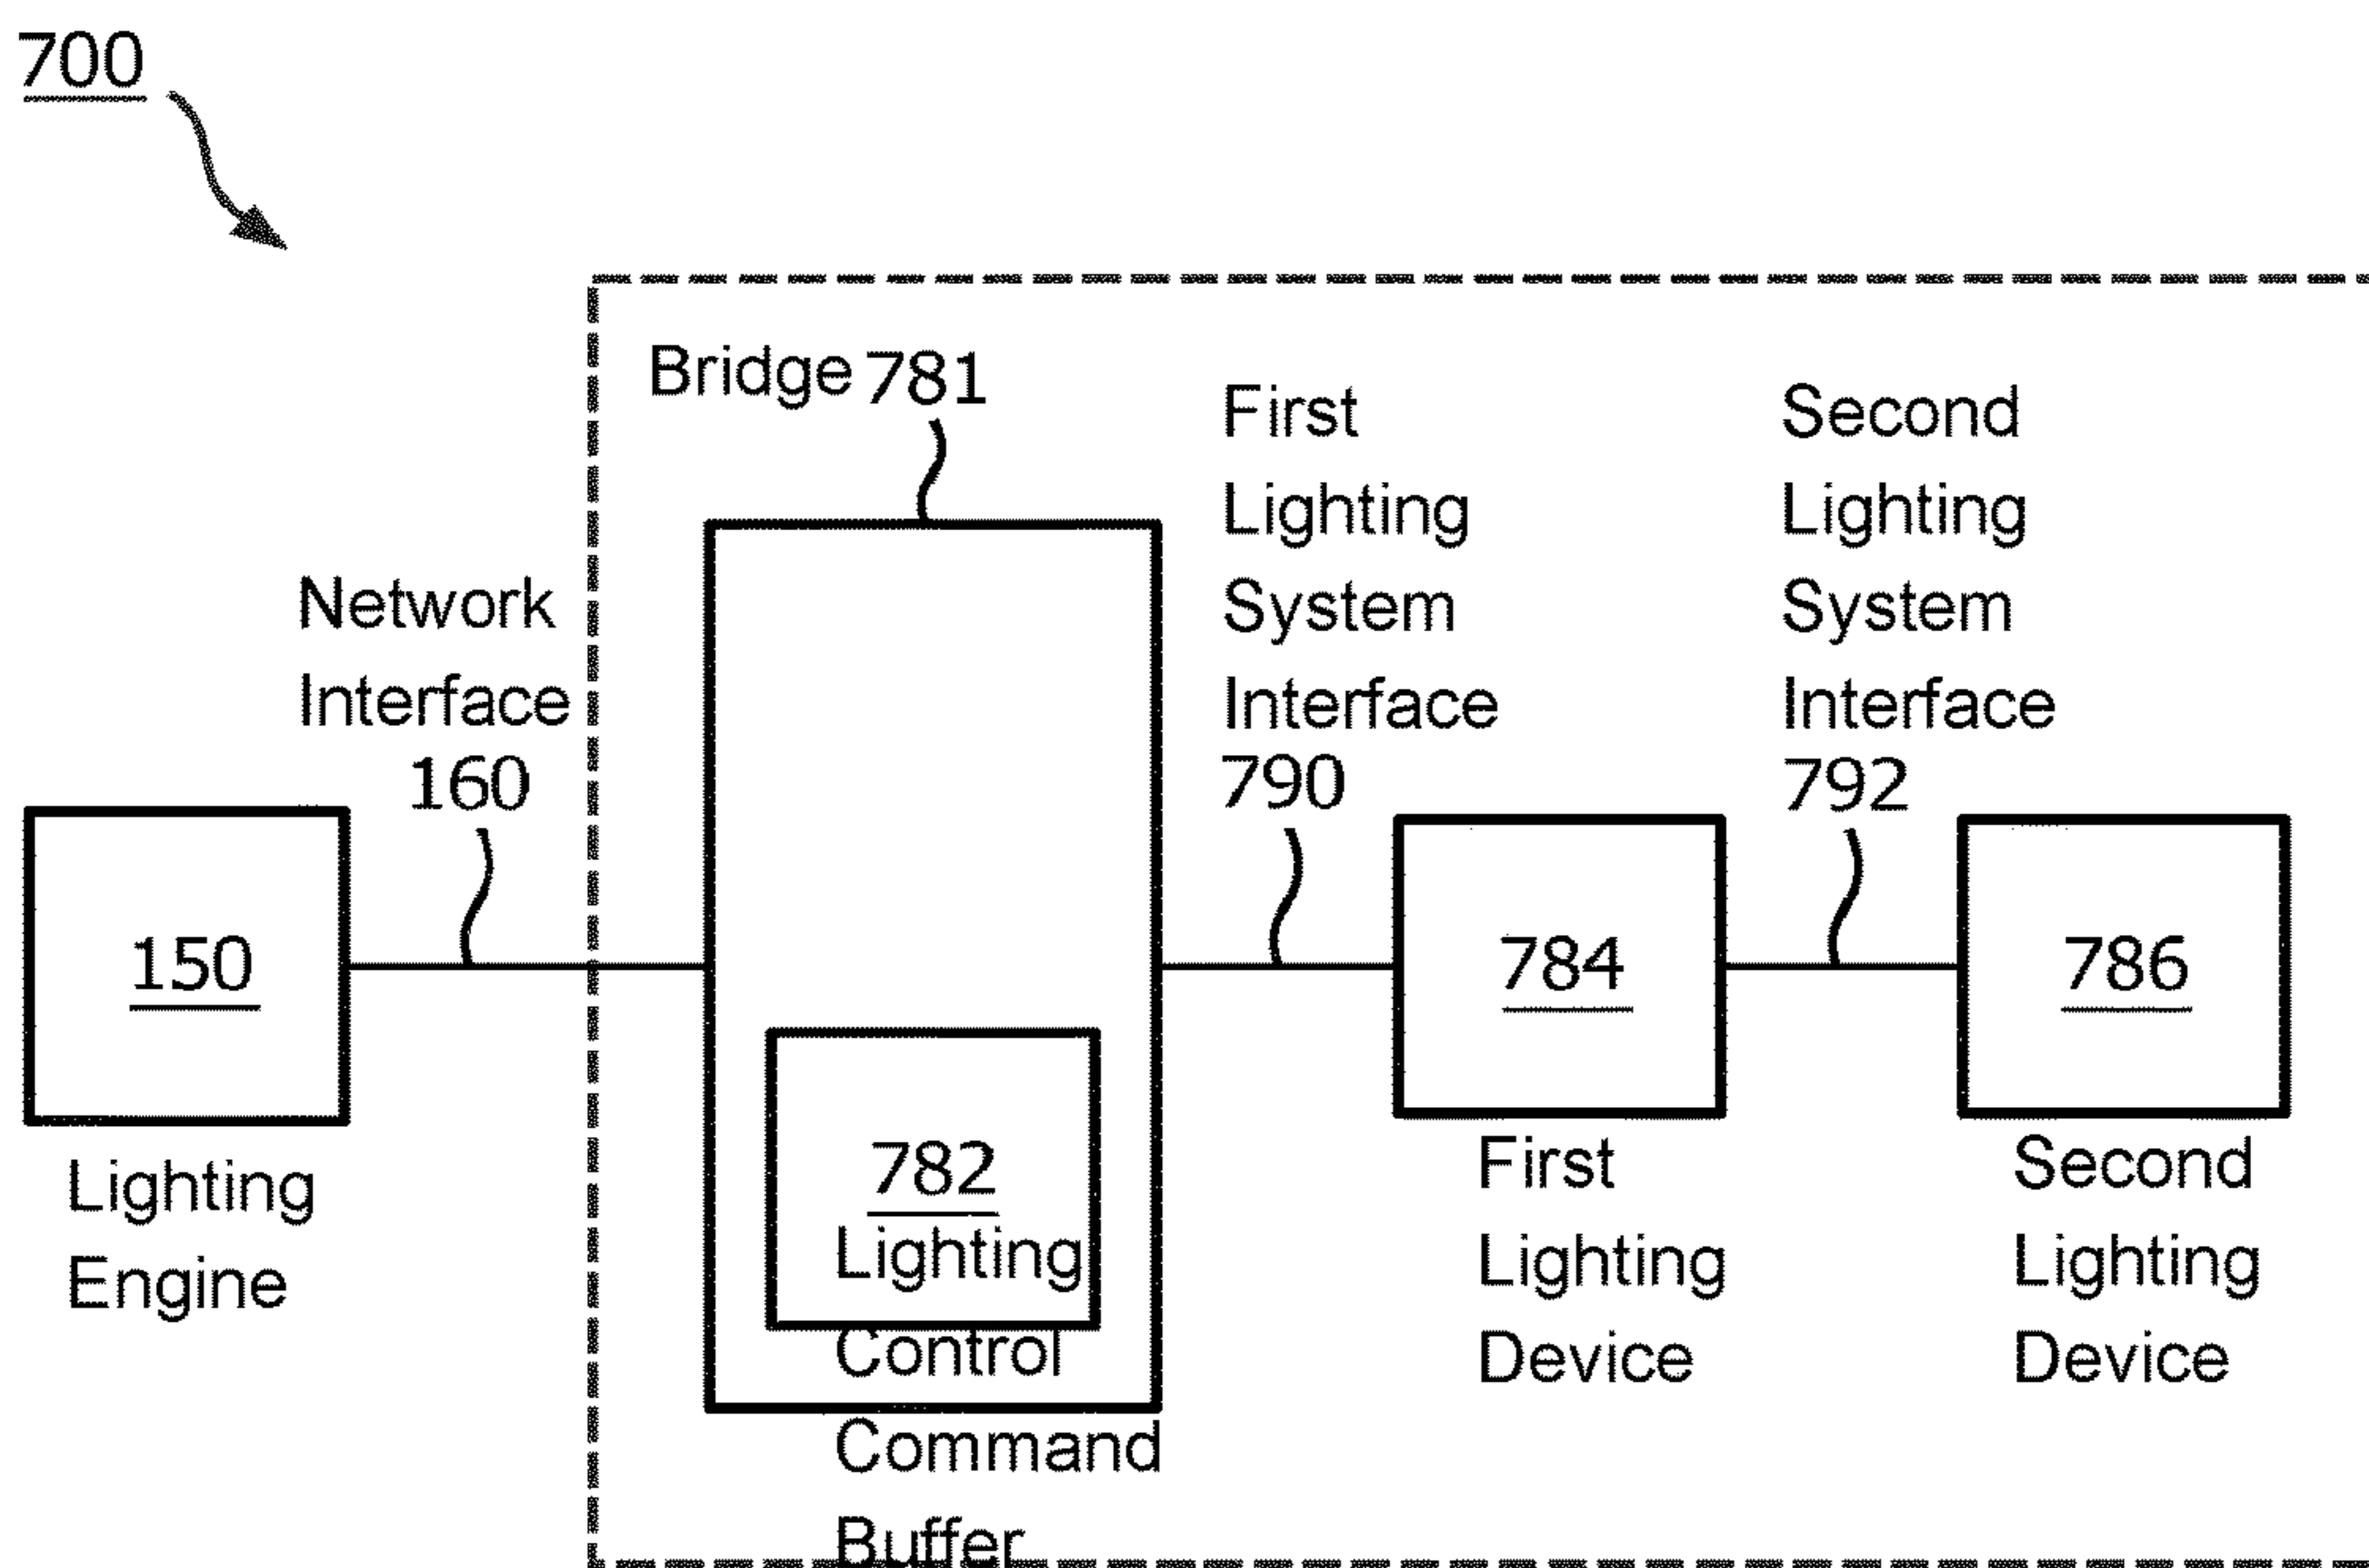 700
Bridge 781
First
Lighting
System
Interface
790
Second
Lighting
System
Interface
792
Network
Interface
160
150
Lighting
Engine
782
Lighting
Control
Command
Buffer
784
First
Lighting
Device
786
Second
Lighting
Device